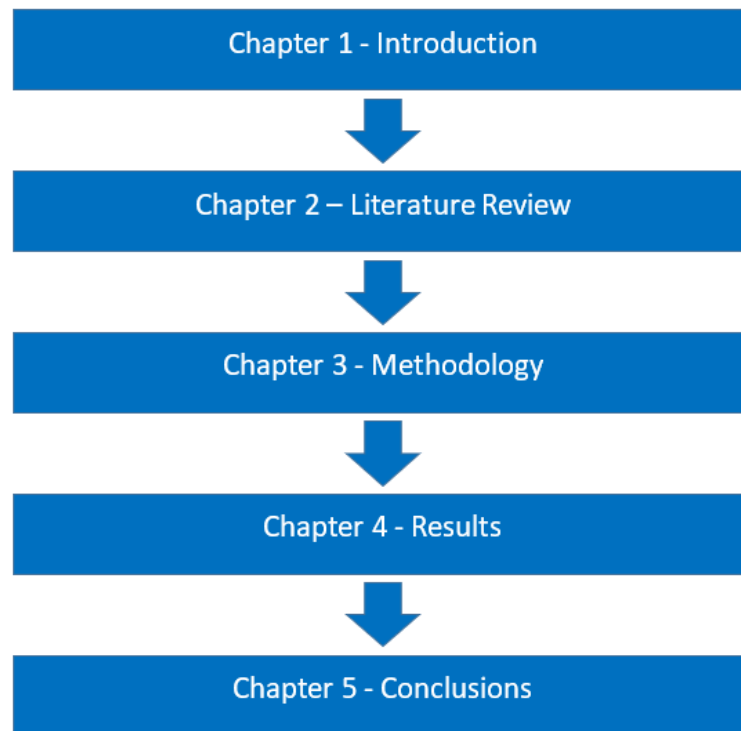 Chapter 1 - Introduction
Chapter 2 – Literature Review
Chapter 3 - Methodology
Chapter 4 - Results
Chapter 5 - Conclusions